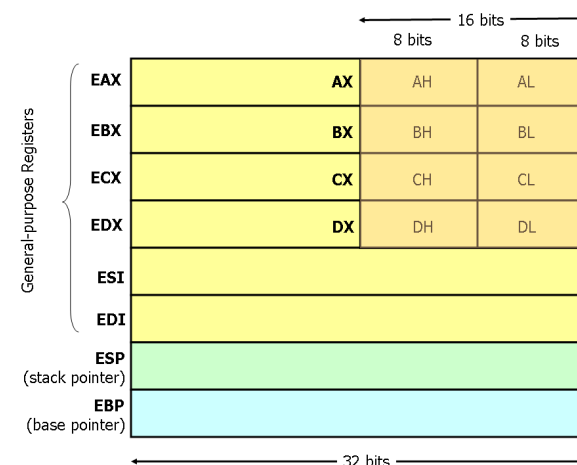 16 bits
8 bits 8 bits
General-purpose Registers
EAX AX AH AL
EBX BX BH BL
ECX CX CH CL
EDX DX DH DL
ESI
EDI
ESP
(stack pointer)
EBP
(base pointer)
32 bits